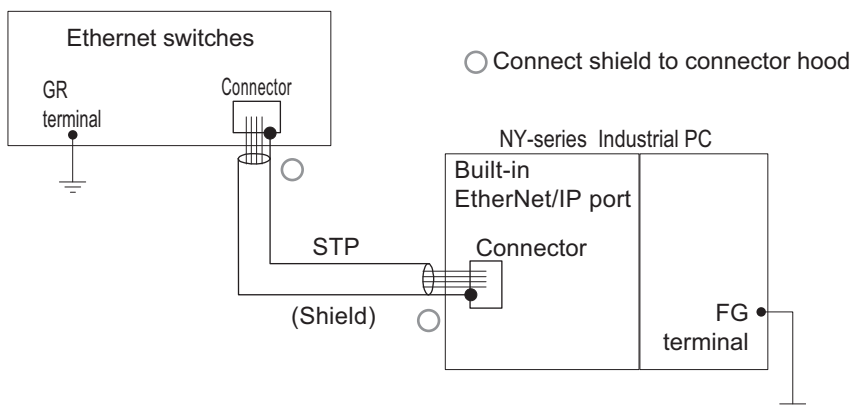 Ethernet switches
Connect shield to connector hood
GR
terminal
Connector
NY-series Industrial PC
Built-in
EtherNet/IP port
STP
Connector
(Shield)
FG
terminal